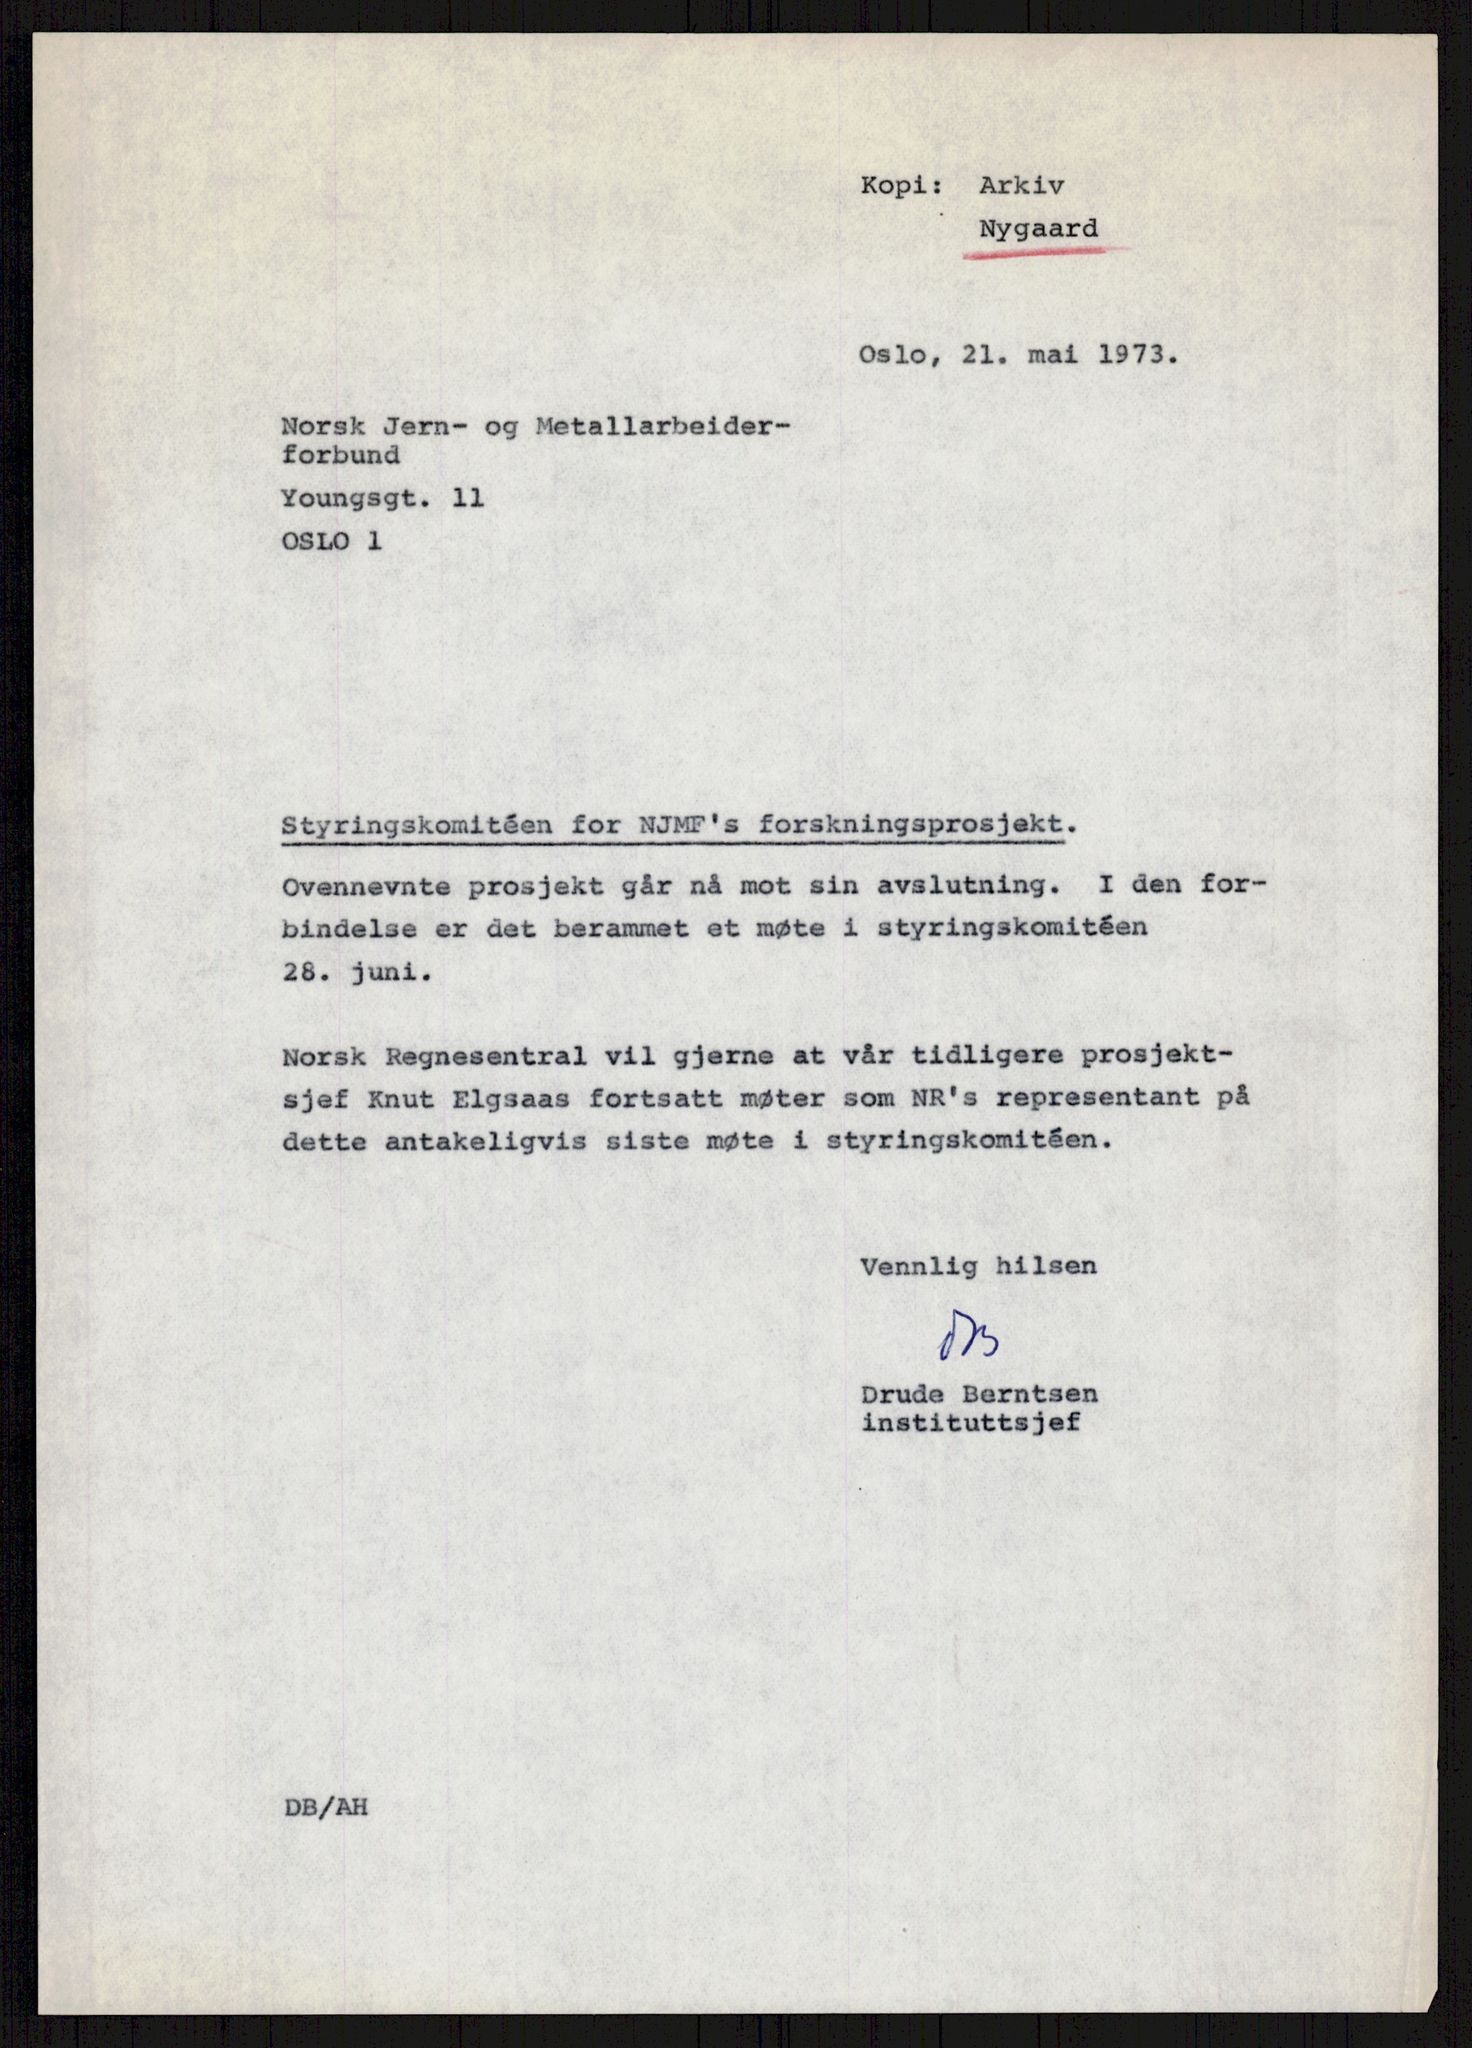 Kopi: Arkiv
Nygaard
Oslo, 21. mai 1973.
Norsk Jern- og Metallarbeider-
forbund
Youngsgt. 11
OSLO 1
Styringskomitéen for NJMF's forskningsprosjekt.
Ovennevnte prosjekt går nå mot sin avslutning. I den for-
bindelse er det berammet et møte i styringskomitéen
28. juni.
Norsk Regnesentral vil gjerne at vår tidligere prosjekt-
sjef Knut Elgsaas fortsatt møter som NR's representant på
dette antakeligvis siste møte i styringskomitéen.
Vennlig hilsen
DB
Drude Berntsen
instituttsjef
DB/AH